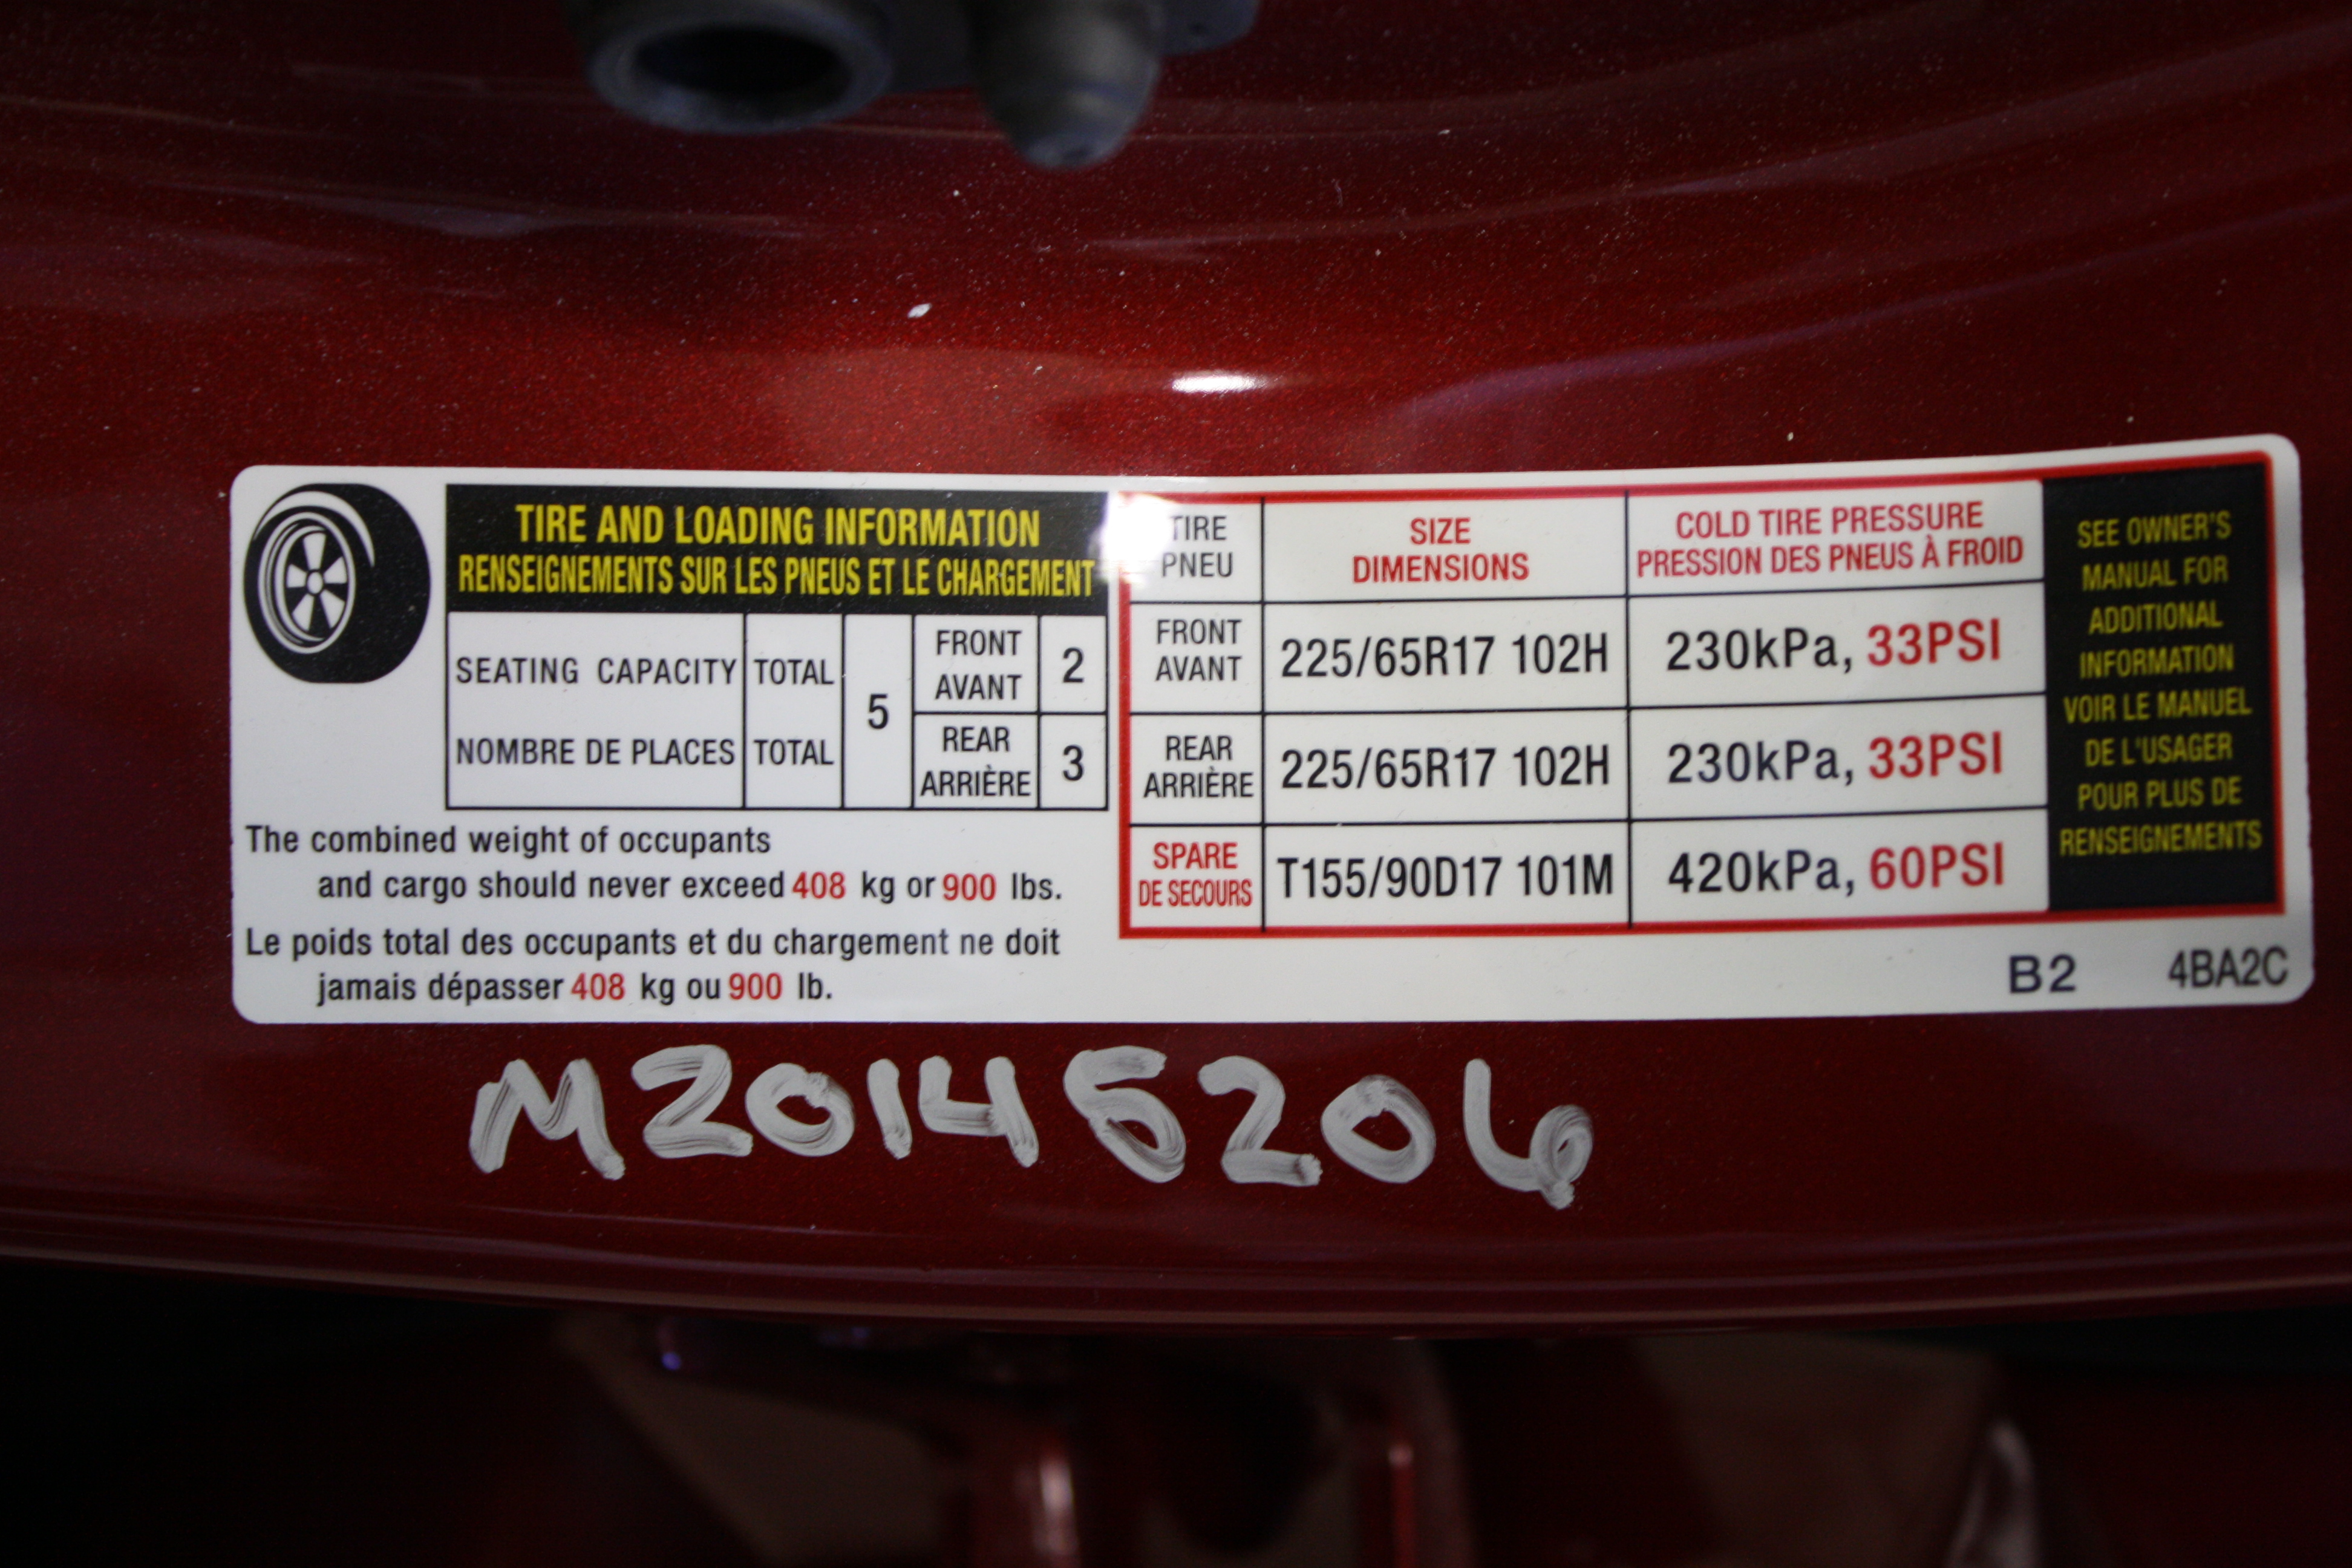 TIRE AND LOADING INFORMATION
RENSEIGNEMENTS SUR LES PNEUS ET LE CHARGEMENT
SEATING CAPACITY TOTAL
NOMBRE DE PLACES TOTAL
5
FRONT
AVANT
2
REAR
ARRIÈRE
3
The combined weight of occupants
and cargo should never exceed 408 kg or 900 lbs.
Le poids total des occupants et du chargement ne doit
jamais dépasser 408 kg ou 900 lb.
TIRE
PNEU
SIZE
DIMENSIONS
COLD TIRE PRESSURE
PRESSION DES PNEUS À FROID
FRONT
AVANT
225/65R17 102H
230kPa, 33PSI
REAR
ARRIÈRE
225/65R17 102H
230kPa, 33PSI
SPARE
DE SECOURS
T155/90D17 101M
420kPa, 60PSI
SEE OWNER'S
MANUAL FOR
ADDITIONAL
INFORMATION
VOIR LE MANUEL
DE L'USAGER
POUR PLUS DE
RENSEIGNEMENTS
B2 4BA2C
M20145206